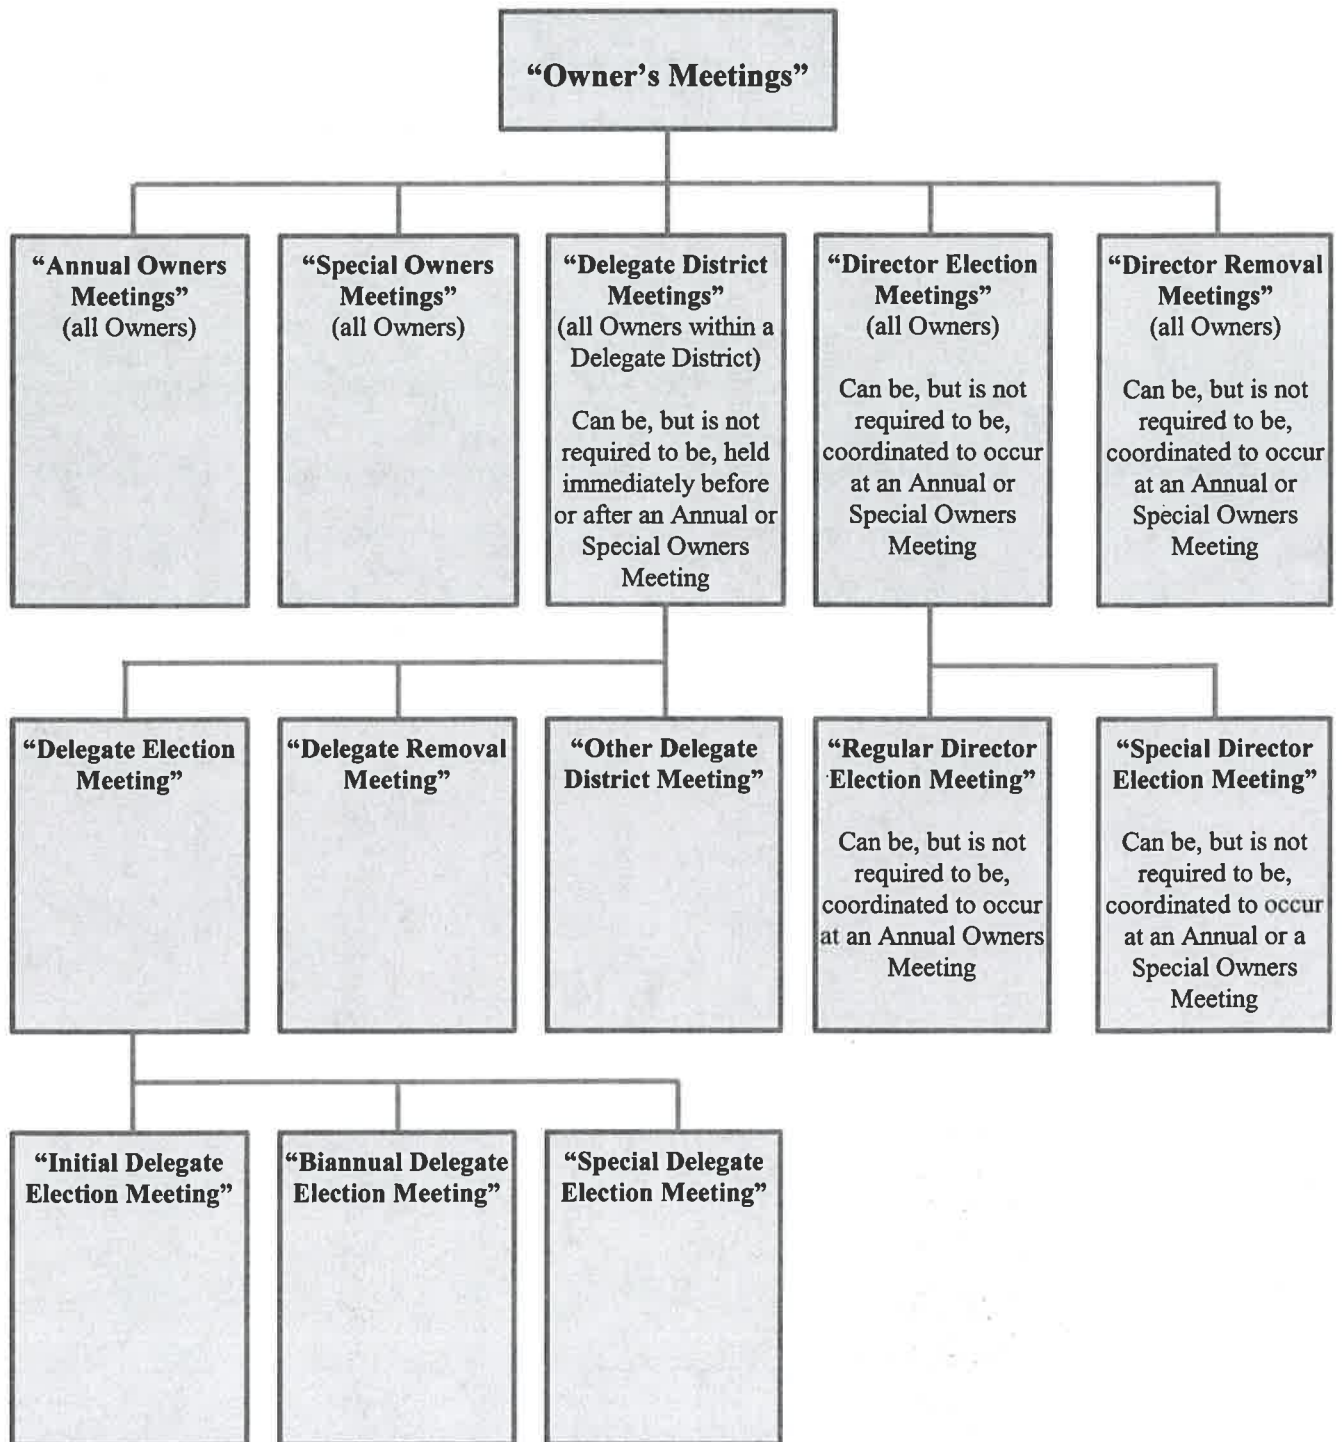 “Owner’s Meetings”
“Annual Owners
Meetings”
(all Owners)
“Special Owners
Meetings”
(all Owners)
“Delegate District
Meetings”
(all Owners within a
Delegate District)
Can be, but is not
required to be, held
immediately before
or after an Annual or
Special Owners
Meeting
“Director Election
Meetings”
(all Owners)
Can be, but is not
required to be,
coordinated to occur
at an Annual or
Special Owners
Meeting
“Director Removal
Meetings”
(all Owners)
Can be, but is not
required to be,
coordinated to occur
at an Annual or
Special Owners
Meeting
“Delegate Election
Meeting”
“Delegate Removal
Meeting”
“Other Delegate
District Meeting”
“Regular Director
Election Meeting”
Can be, but is not
required to be,
coordinated to occur
at an Annual Owners
Meeting
“Special Director
Election Meeting”
Can be, but is not
required to be,
coordinated to occur
at an Annual or a
Special Owners
Meeting
“Initial Delegate
Election Meeting”
“Biannual Delegate
Election Meeting”
“Special Delegate
Election Meeting”